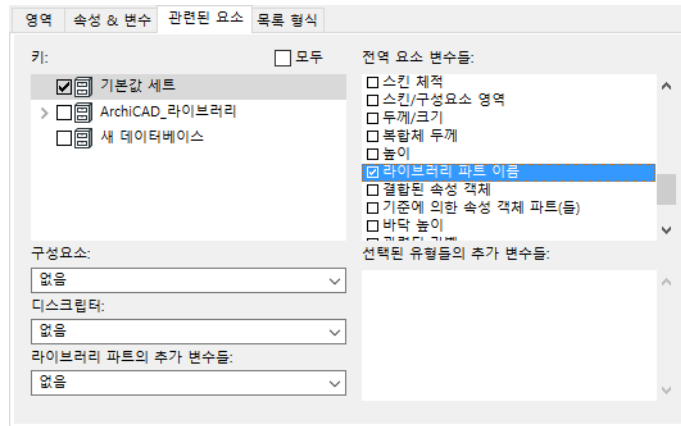 영역 속성 & 변수 관련된 요소 목록 형식
키: 모두
기본값 세트
ArchiCAD_라이브러리
새 데이터베이스
전역 요소 변수들:
스킨 체적
스킨/구성요소 영역
두께/크기
복합체 두께
높이
라이브러리 파트 이름
결합된 속성 객체
기준에 의한 속성 객체 파트(들)
바닥 높이
구성요소:
없음
디스크립터:
없음
라이브러리 파트의 추가 변수들:
없음
선택된 유형들의 추가 변수들: